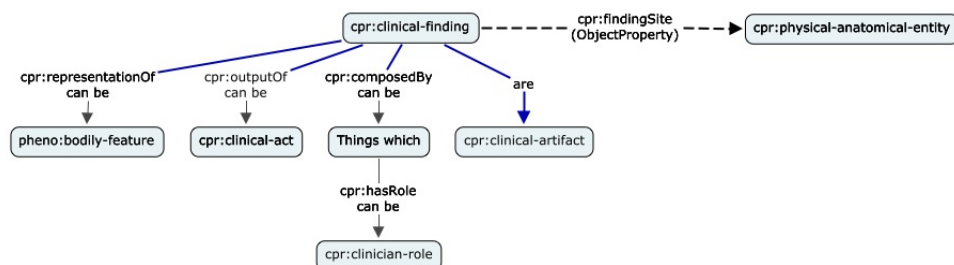 cpr:clinical-finding
cpr:findingSite
(ObjectProperty)
cpr:physical-anatomical-entity
cpr:representationOf
can be
cpr:outputOf
can be
cpr:composedBy
can be
are
pheno:bodily-feature
cpr:clinical-act
Things which
cpr:clinical-artifact
cpr:hasRole
can be
cpr:clinician-role